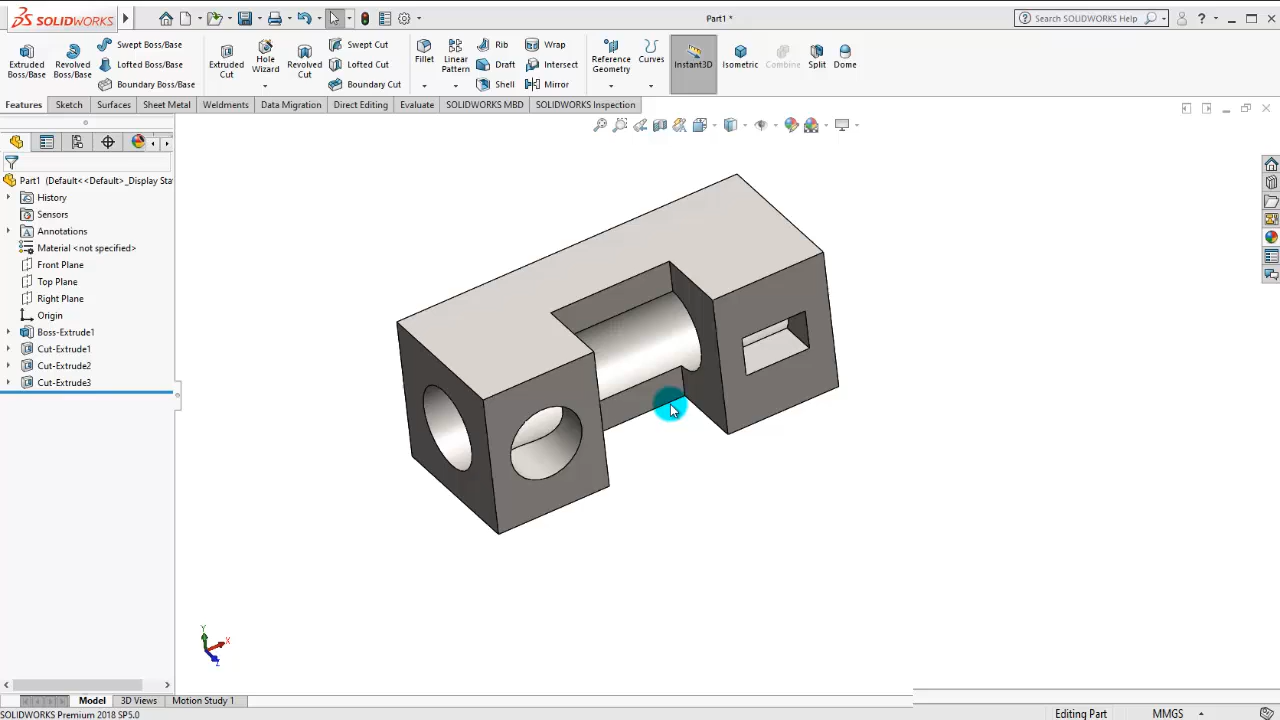 SOLIDWORKS
Part1 *
Search SOLIDWORKS Help
Extruded Boss/Base
Revolved Boss/Base
Swept Boss/Base
Lofted Boss/Base
Boundary Boss/Base
Extruded Cut
Hole Wizard
Revolved Cut
Swept Cut
Lofted Cut
Boundary Cut
Fillet
Linear Pattern
Rib
Draft
Shell
Wrap
Intersect
Mirror
Reference Geometry
Curves
Instant3D
Isometric
Combine
Split
Dome
Features
Sketch
Surfaces
Sheet Metal
Weldments
Data Migration
Direct Editing
Evaluate
SOLIDWORKS MBD
SOLIDWORKS Inspection
Part1 (Default<<Default>_Display Sta
History
Sensors
Annotations
Material <not specified>
Front Plane
Top Plane
Right Plane
Origin
Boss-Extrude1
Cut-Extrude1
Cut-Extrude2
Cut-Extrude3
Y
X
Z
Model
3D Views
Motion Study 1
SOLIDWORKS Premium 2018 SP5.0
Editing Part
MMGS